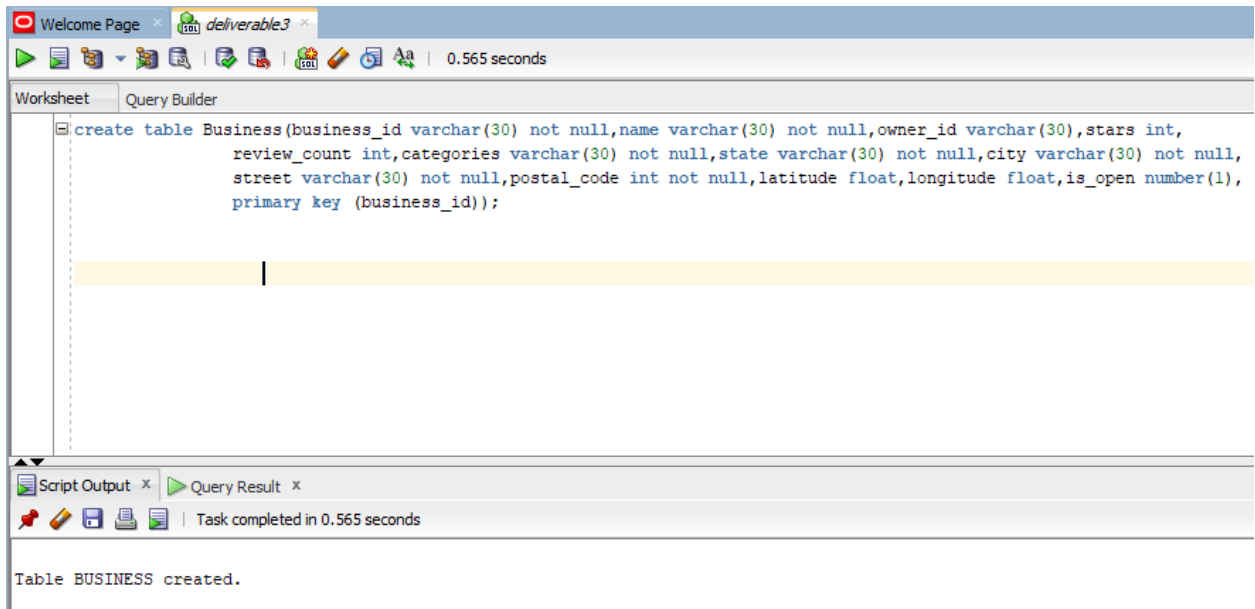 Welcome Page
deliverable3
0.565 seconds
Worksheet Query Builder
create table Business(business_id varchar(30) not null,name varchar(30) not null,owner_id varchar(30),stars int,
review_count int,categories varchar(30) not null,state varchar(30) not null,city varchar(30) not null,
street varchar(30) not null,postal_code int not null,latitude float,longitude float,is_open number(1),
primary key (business_id));
Script Output x Query Result x
Task completed in 0.565 seconds
Table BUSINESS created.